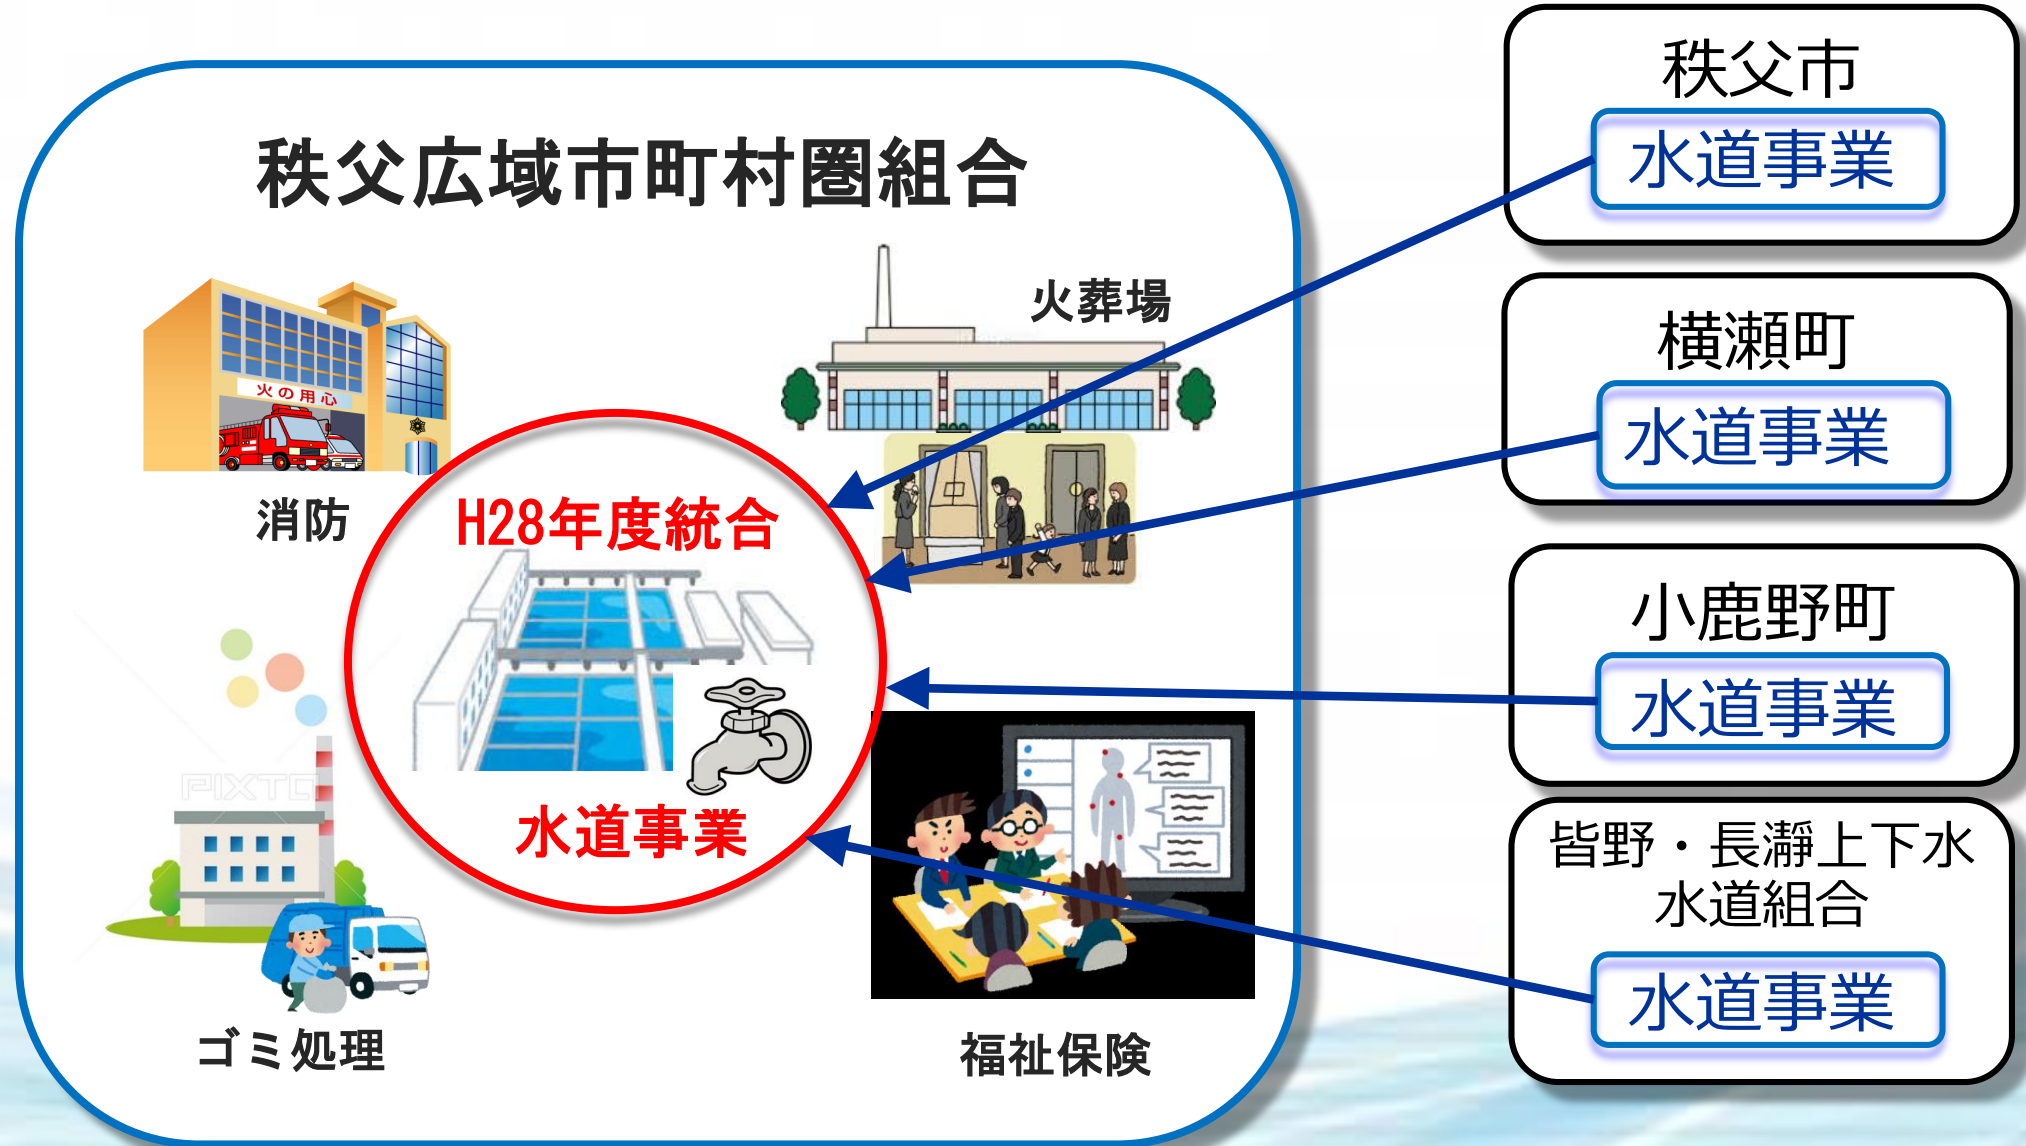 秩父広域市町村圏組合
火葬場
火の用心
消防
H28年度統合
水道事業
PIXT
ゴミ処理
福祉保険
秩父市
水道事業
横瀬町
水道事業
小鹿野町
水道事業
皆野・長瀞上下水
水道組合
水道事業